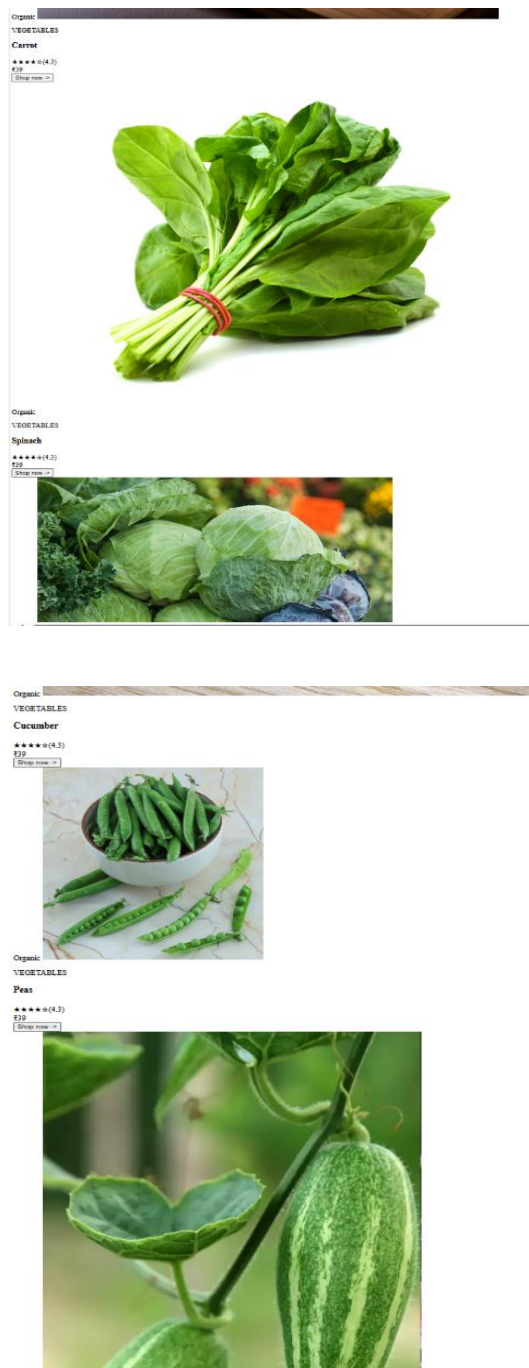 Organic
VEGETABLES
Carrot
★★★★☆(4.3)
₹39
Shop now ->
Organic
VEGETABLES
Spinach
★★★★☆(4.3)
₹39
Shop now ->
Organic
VEGETABLES
Cucumber
★★★★☆(4.3)
₹39
Shop now ->
Organic
VEGETABLES
Peas
★★★★☆(4.3)
₹39
Shop now ->